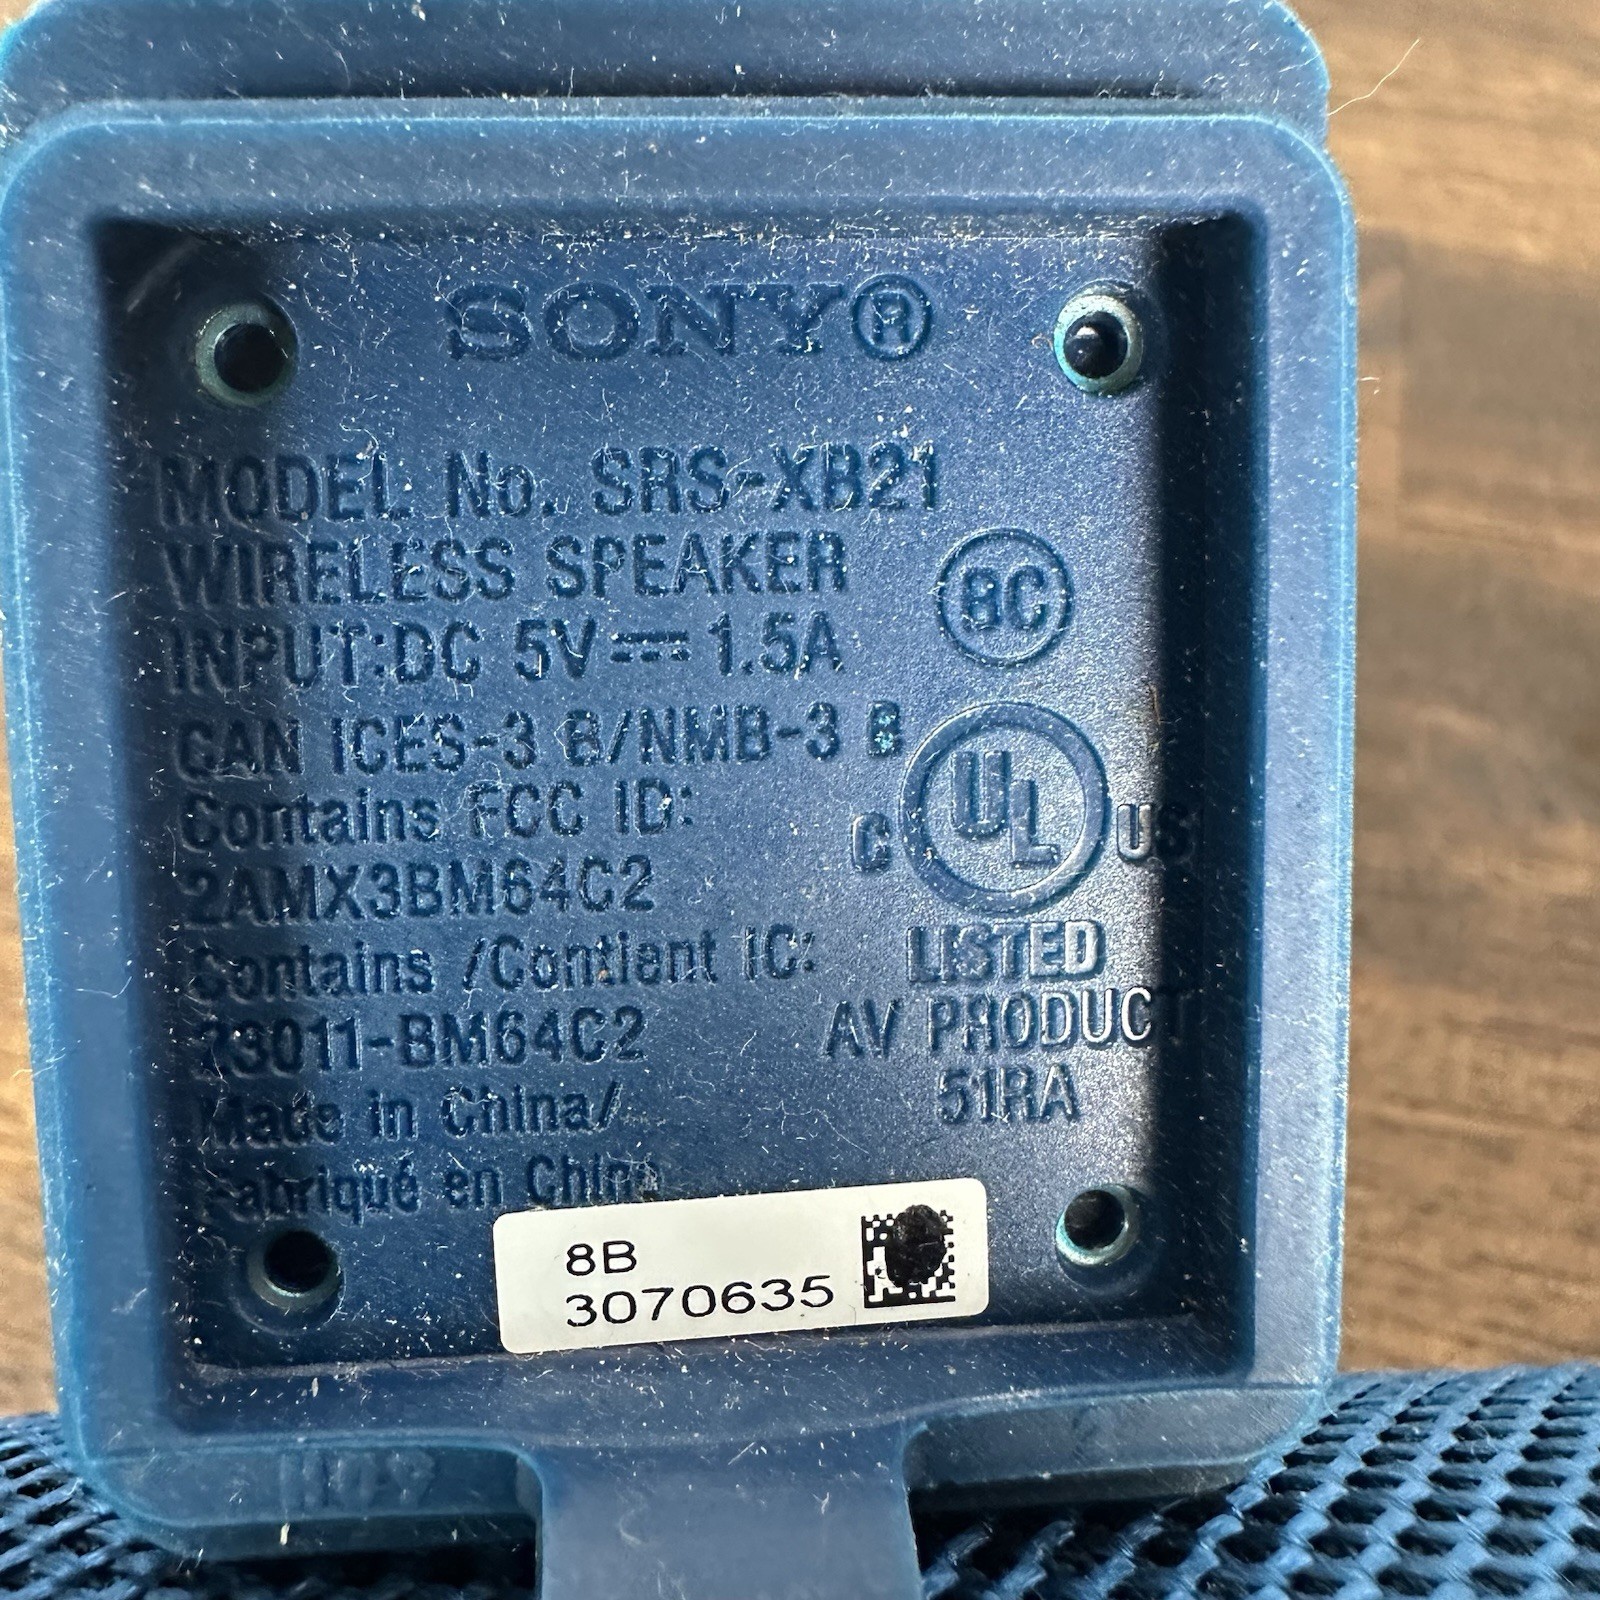 SONY®
MODEL No. SRS-XB21
WIRELESS SPEAKER
INPUT:DC 5V⎓1.5A
BC
CAN ICES-3 B/NMB-3 B
Contains FCC ID:
2AMX3BM64C2
Contains /Contient IC:
23011-BM64C2
Made in China/
Fabriqué en China
C UL US
LISTED
AV PRODUCT
51RA
8B
3070635